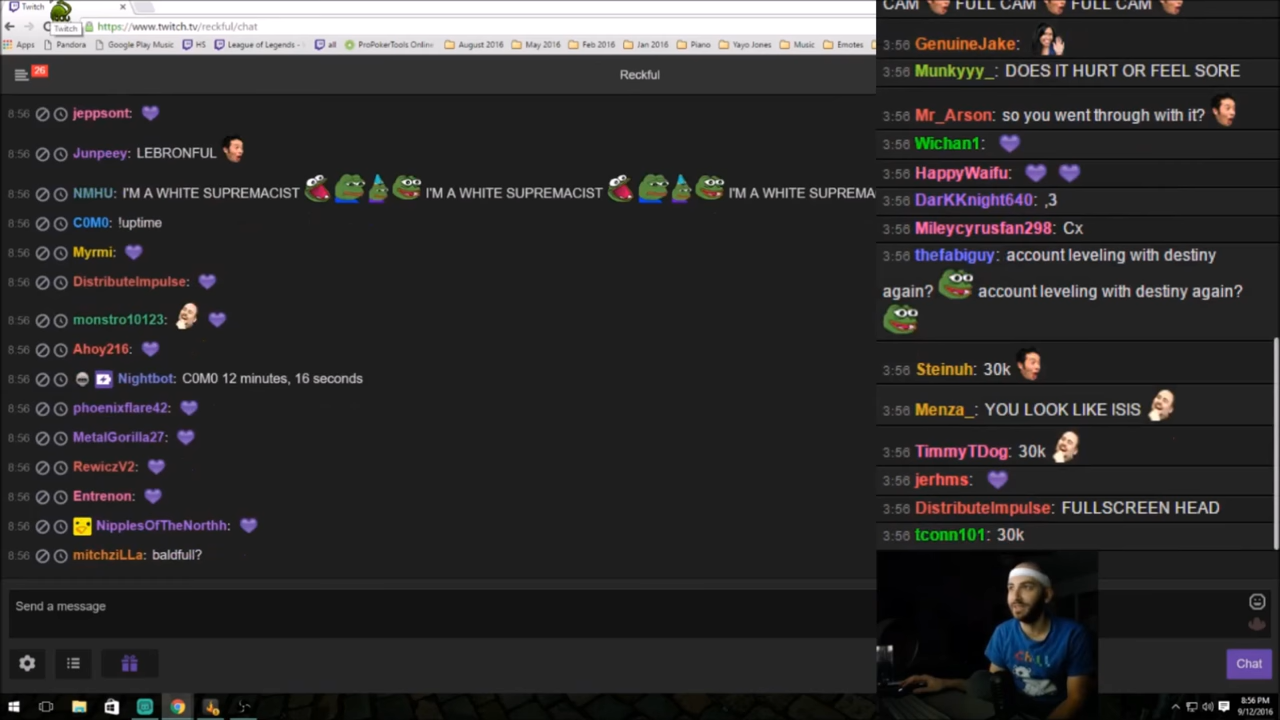 Twitch
Twitch
https://www.twitch.tv/reckful/chat
Apps Pandora Google Play Music HS League of Legends - all ProPokerTools Online August 2016 May 2016 Feb 2016 Jan 2016 Piano Yayo Jones Music Emotes
26
Reckful
8:56 jeppsont:
8:56 Junpeey: LEBRONFUL
8:56 NMHU: I'M A WHITE SUPREMACIST I'M A WHITE SUPREMACIST I'M A WHITE SUPREMA
8:56 C0M0: !uptime
8:56 Myrmi:
8:56 DistributeImpulse:
8:56 monstro10123:
8:56 Ahoy216:
8:56 Nightbot: C0M0 12 minutes, 16 seconds
8:56 phoenixflare42:
8:56 MetalGorilla27:
8:56 RewiczV2:
8:56 Entrenon:
8:56 NipplesOfTheNorthh:
8:56 mitchziLLa: baldfull?
Send a message
Chat
CAM FULL CAM FULL CAM
3:56 GenuineJake:
3:56 Munkyyy_: DOES IT HURT OR FEEL SORE
3:56 Mr_Arson: so you went through with it?
3:56 Wichan1:
3:56 HappyWaifu:
3:56 DarKKnight640: ,3
3:56 Mileycyrusfan298: Cx
3:56 thefabiguy: account leveling with destiny
again? account leveling with destiny again?
3:56 Steinuh: 30k
3:56 Menza_: YOU LOOK LIKE ISIS
3:56 TimmyTDog: 30k
3:56 jerhms:
3:56 DistributeImpulse: FULLSCREEN HEAD
3:56 tconn101: 30k
8:56 PM
9/12/2016